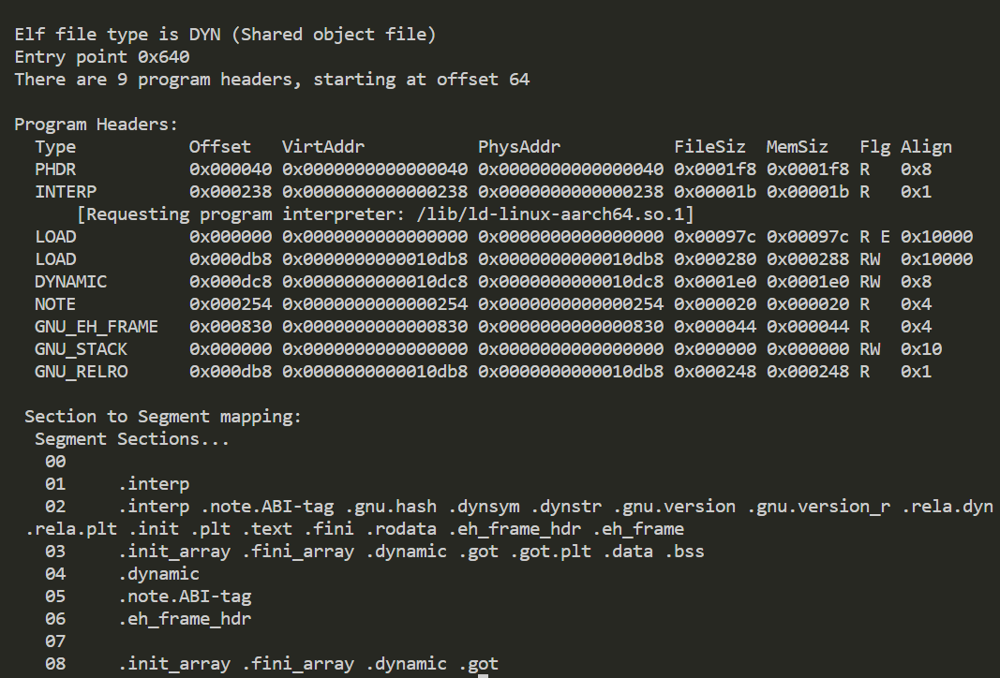 Elf file type is DYN (Shared object file)
Entry point 0x640
There are 9 program headers, starting at offset 64
Program Headers:
Type Offset VirtAddr PhysAddr FileSiz MemSiz Flg Align
PHDR 0x000040 0x0000000000000040 0x0000000000000040 0x0001f8 0x0001f8 R 0x8
INTERP 0x000238 0x0000000000000238 0x0000000000000238 0x00001b 0x00001b R 0x1
[Requesting program interpreter: /lib/ld-linux-aarch64.so.1]
LOAD 0x000000 0x0000000000000000 0x0000000000000000 0x00097c 0x00097c R E 0x10000
LOAD 0x000db8 0x0000000000010db8 0x0000000000010db8 0x000280 0x000288 RW 0x10000
DYNAMIC 0x000dc8 0x0000000000010dc8 0x0000000000010dc8 0x0001e0 0x0001e0 RW 0x8
NOTE 0x000254 0x0000000000000254 0x0000000000000254 0x000020 0x000020 R 0x4
GNU_EH_FRAME 0x000830 0x0000000000000830 0x0000000000000830 0x000044 0x000044 R 0x4
GNU_STACK 0x000000 0x0000000000000000 0x0000000000000000 0x000000 0x000000 RW 0x10
GNU_RELRO 0x000db8 0x0000000000010db8 0x0000000000010db8 0x000248 0x000248 R 0x1
Section to Segment mapping:
Segment Sections...
00
01 .interp
02 .interp .note.ABI-tag .gnu.hash .dynsym .dynstr .gnu.version .gnu.version_r .rela.dyn
.rela.plt .init .plt .text .fini .rodata .eh_frame_hdr .eh_frame
03 .init_array .fini_array .dynamic .got .got.plt .data .bss
04 .dynamic
05 .note.ABI-tag
06 .eh_frame_hdr
07
08 .init_array .fini_array .dynamic .got